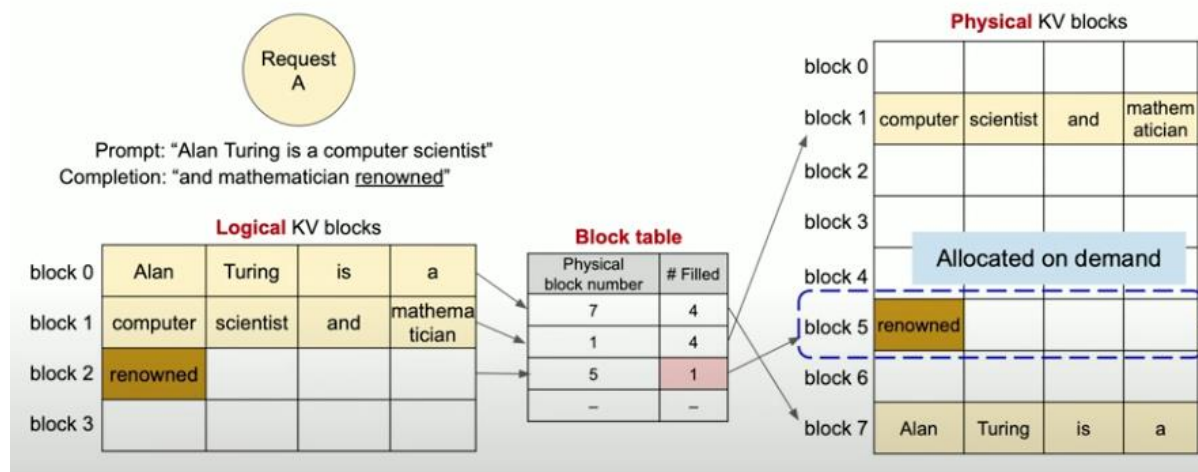 Request
A
Prompt: “Alan Turing is a computer scientist”
Completion: “and mathematician renowned”
Logical KV blocks
block 0 Alan Turing is a
block 1 computer scientist and mathema
tician
block 2 renowned
block 3
Block table
Physical
block number # Filled
7 4
1 4
5 1
– –
Physical KV blocks
block 0
block 1 computer scientist and mathem
atician
block 2
block 3
block 4
Allocated on demand
block 5 renowned
block 6
block 7 Alan Turing is a